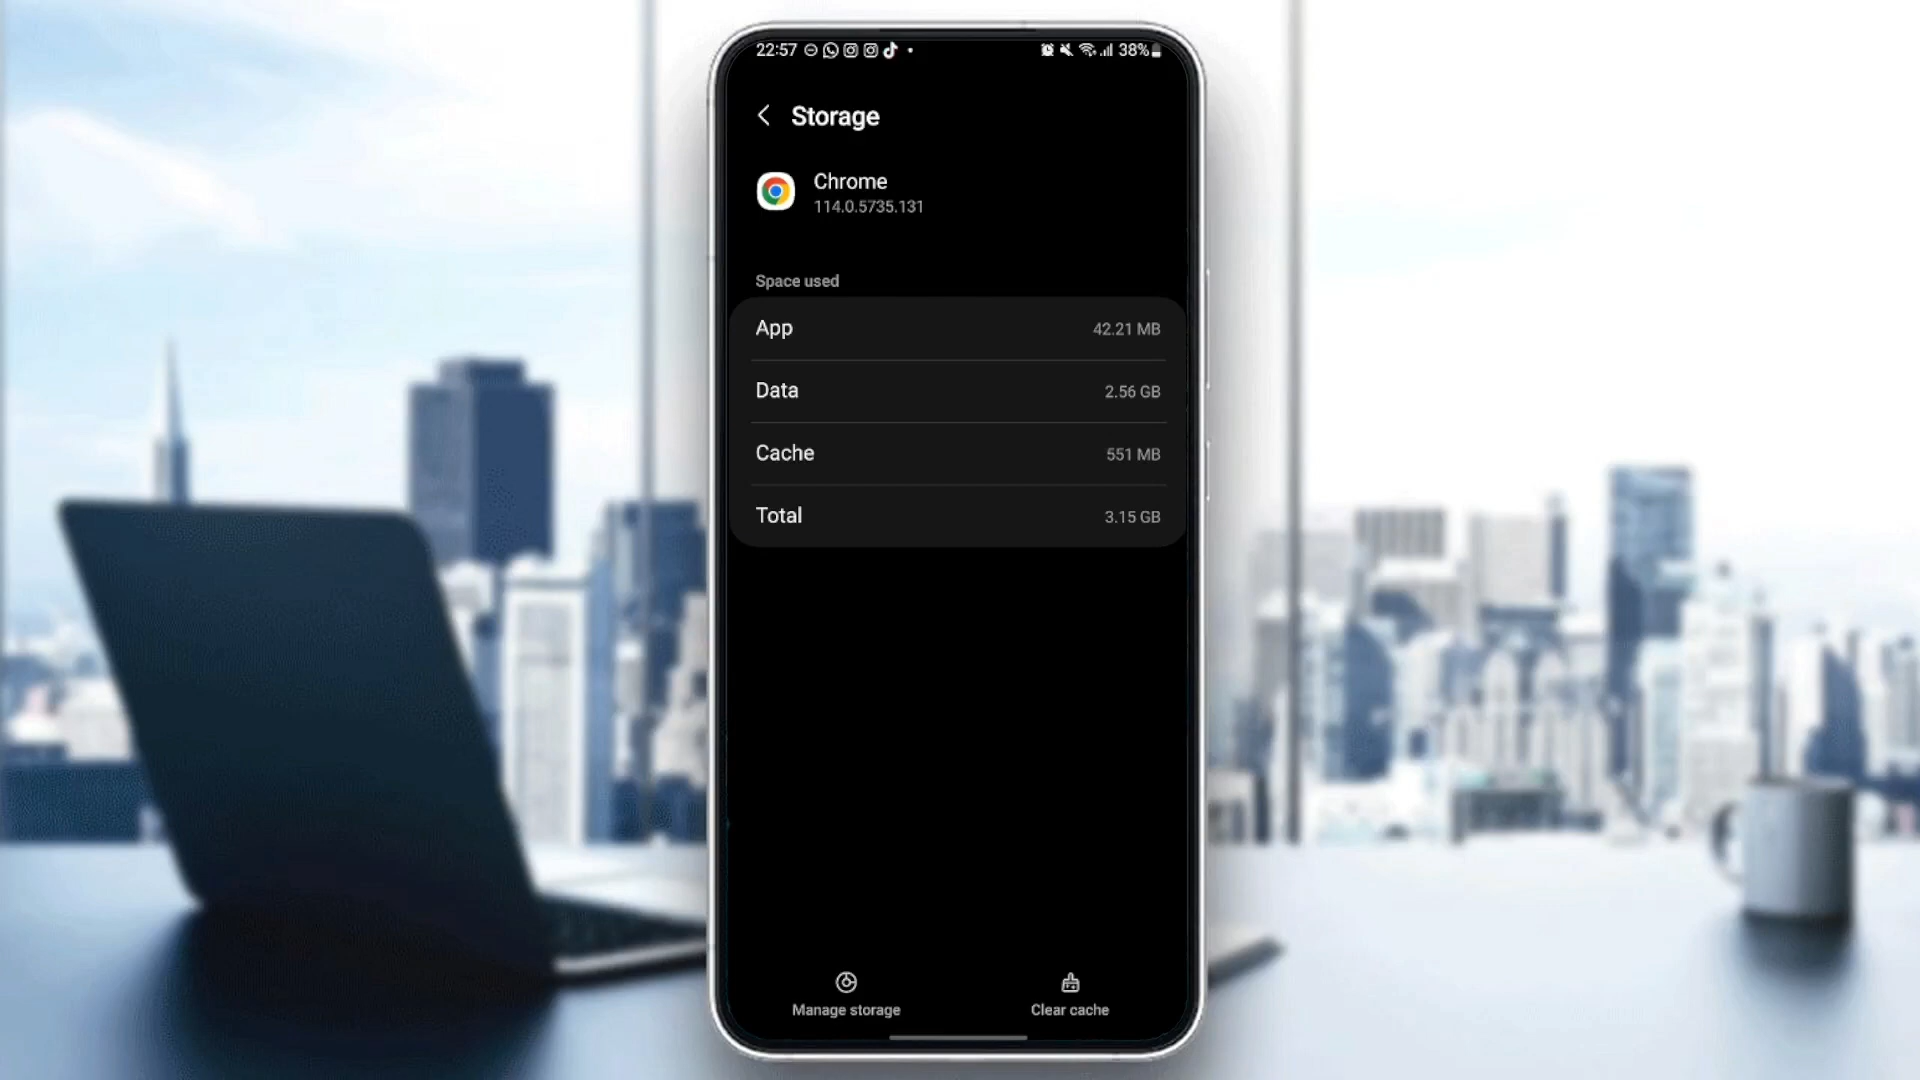 22:57 38%
Storage
Chrome
114.0.5735.131
Space used
App 42.21 MB
Data 2.56 GB
Cache 551 MB
Total 3.15 GB
Manage storage Clear cache